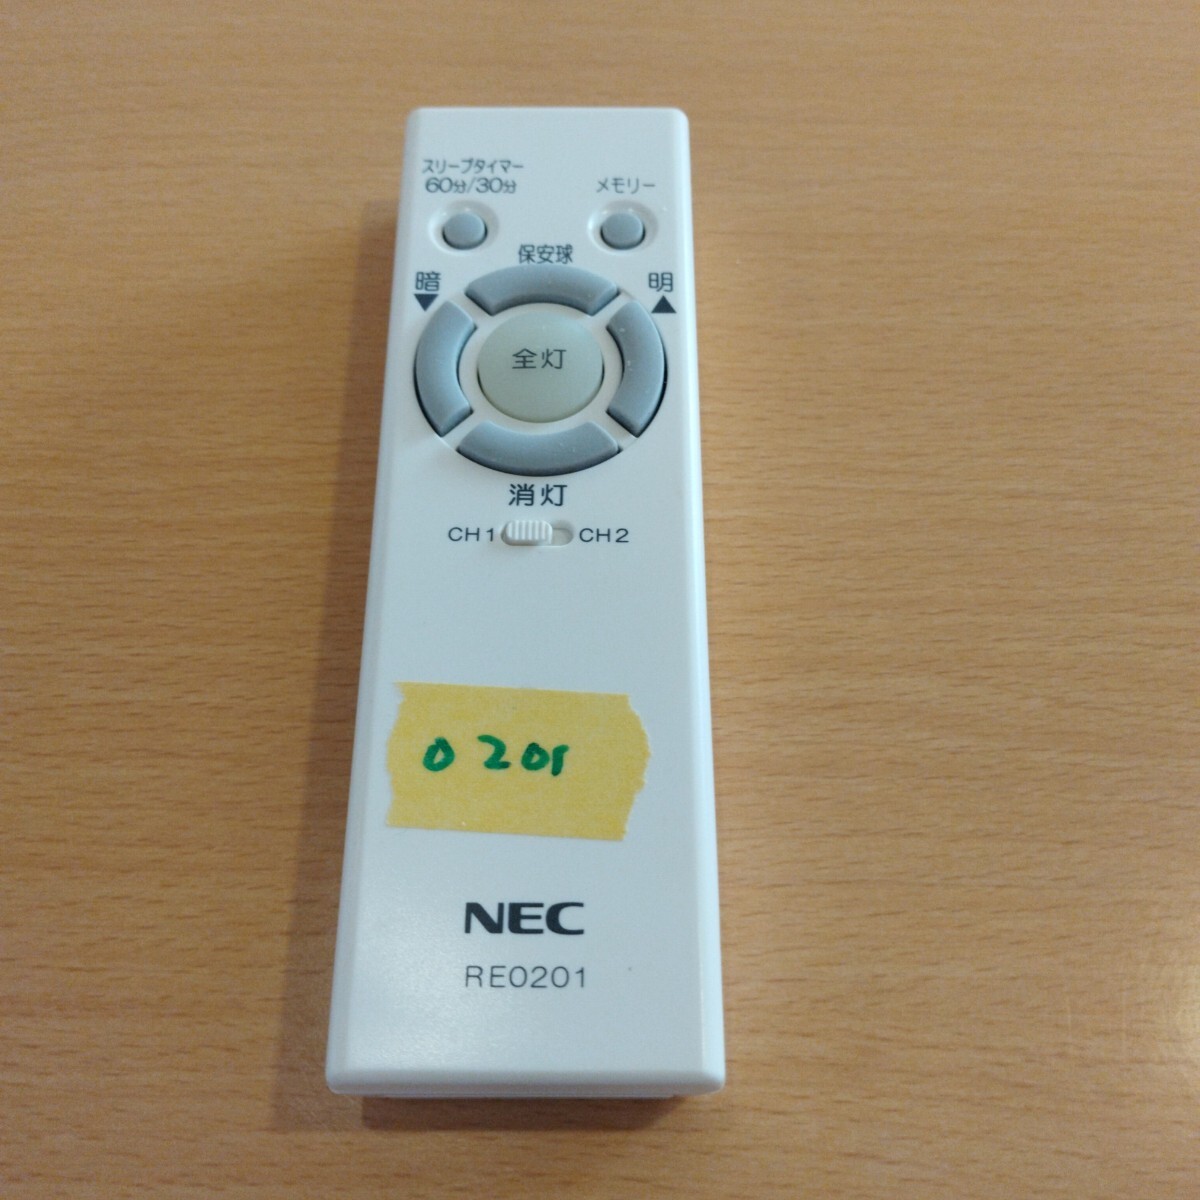 スリープタイマー
60分/30分
メモリー
保安球
暗
▼
明
▲
全灯
消灯
CH1
CH2
0201
NEC
RE0201